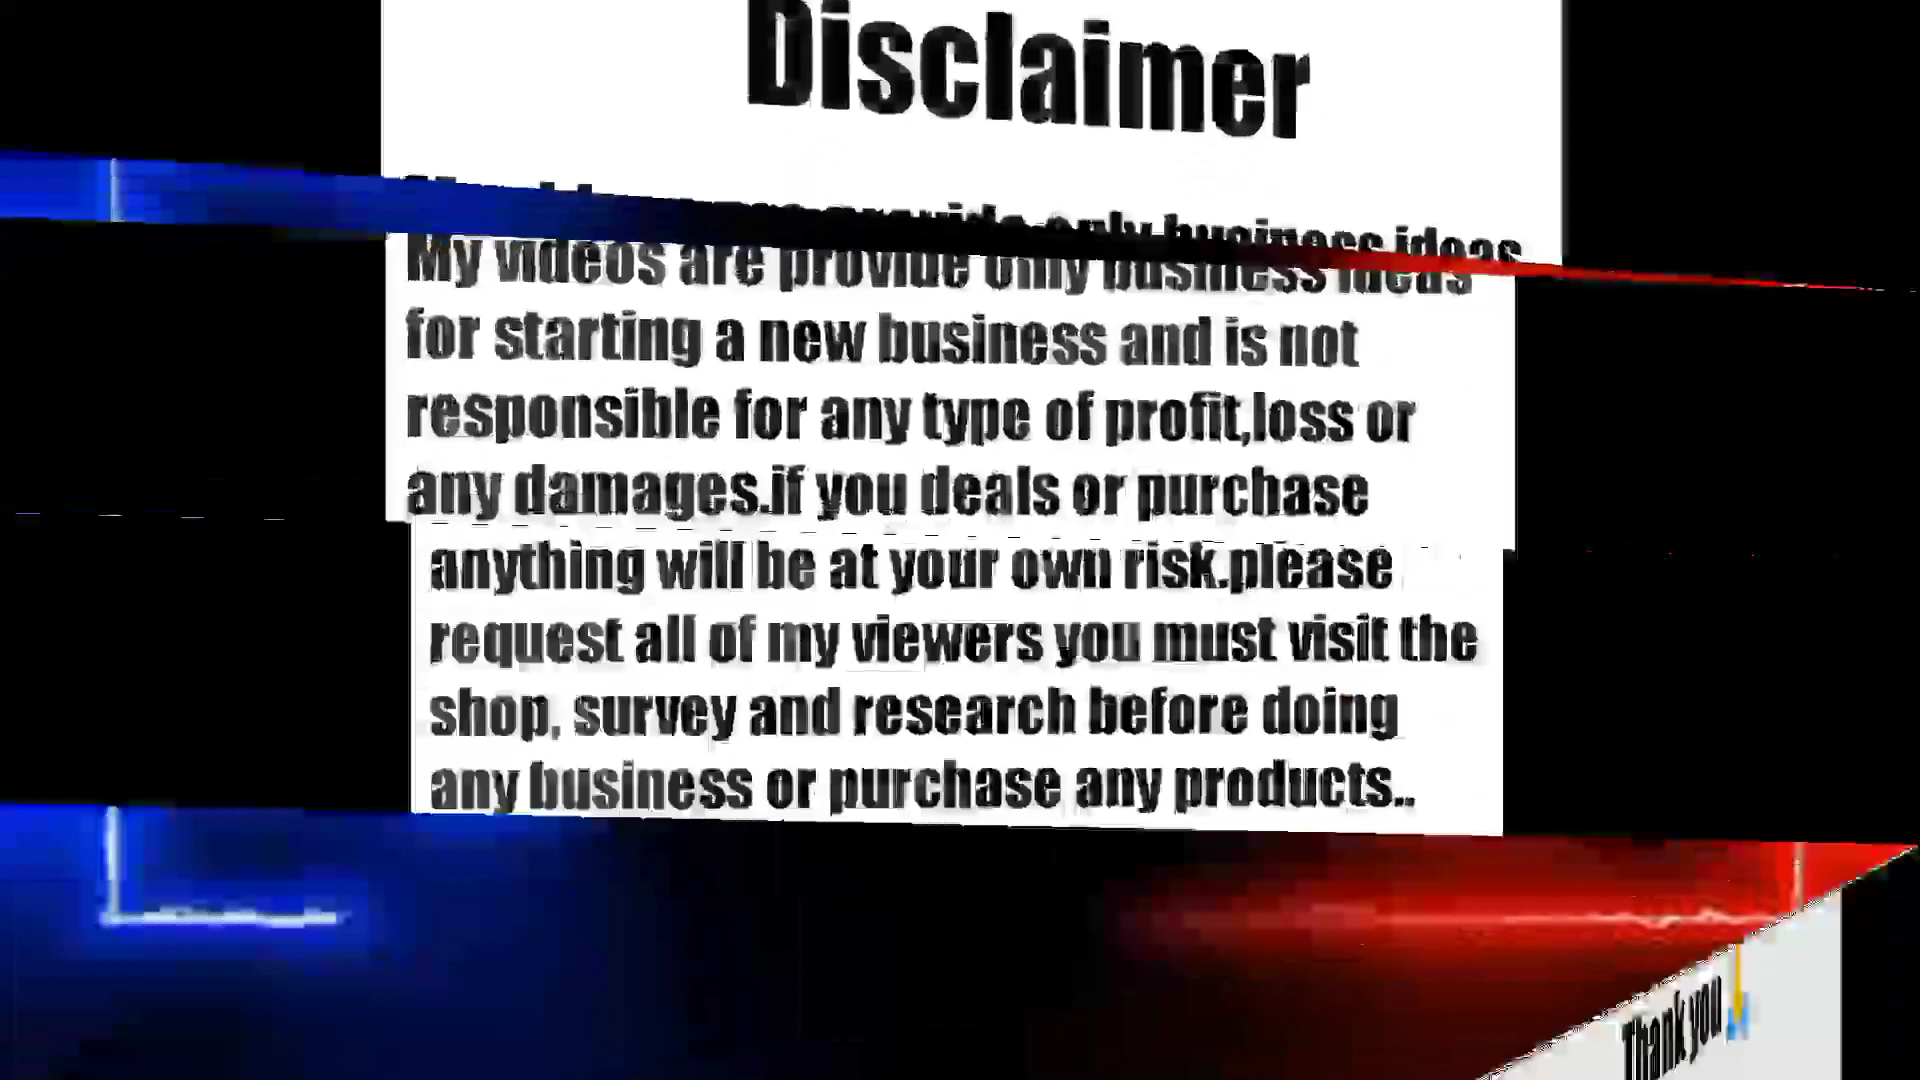 Disclaimer
My videos are provide only business ideas
for starting a new business and is not
responsible for any type of profit,loss or
any damages.if you deals or purchase
anything will be at your own risk.please
request all of my viewers you must visit the
shop, survey and research before doing
any business or purchase any products..
Thank you